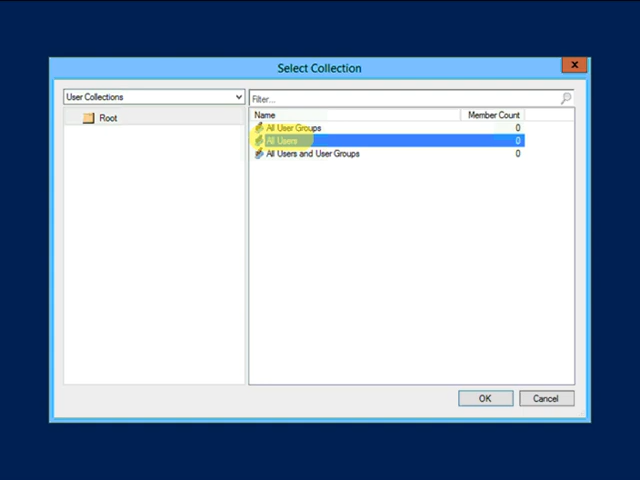 Select Collection
x
User Collections
Filter...
Root
Name Member Count
All User Groups 0
All Users 0
All Users and User Groups 0
OK Cancel